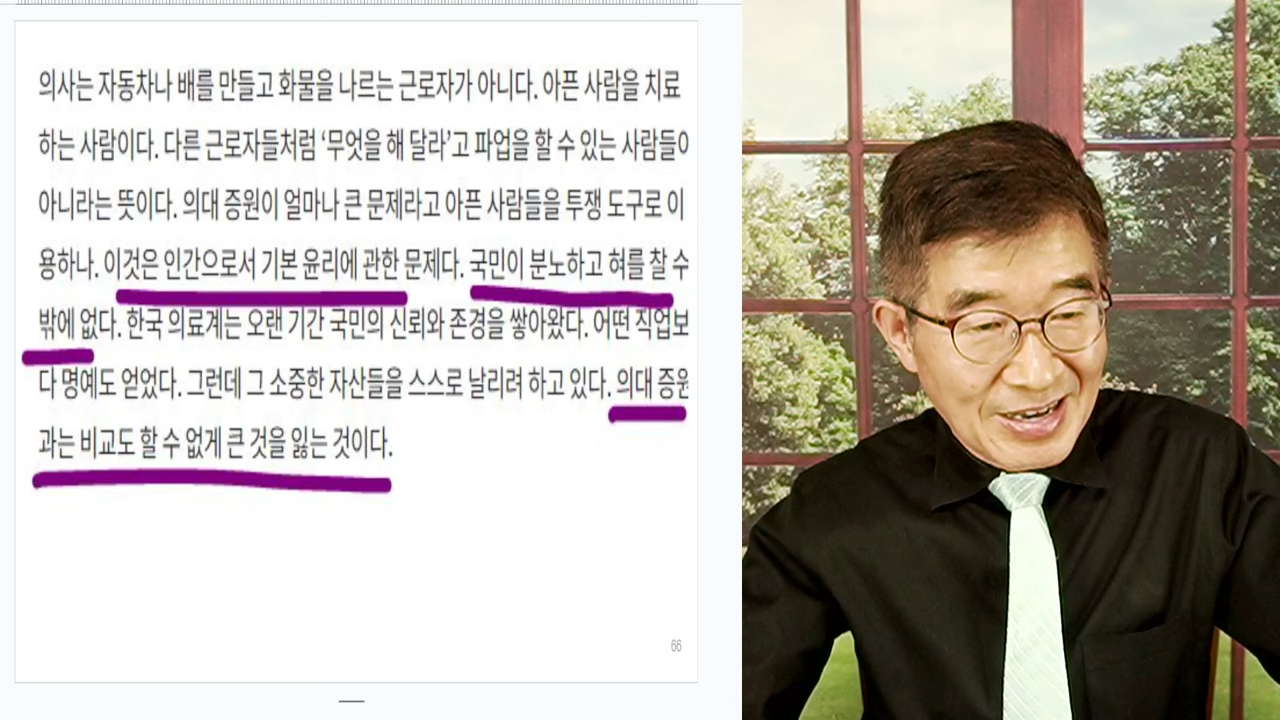 의사는 자동차나 배를 만들고 화물을 나르는 근로자가 아니다. 아픈 사람을 치료
하는 사람이다. 다른 근로자들처럼 ‘무엇을 해 달라’고 파업을 할 수 있는 사람들이
아니라는 뜻이다. 의대 증원이 얼마나 큰 문제라고 아픈 사람들을 투쟁 도구로 이
용하나. 이것은 인간으로서 기본 윤리에 관한 문제다. 국민이 분노하고 혀를 찰 수
밖에 없다. 한국 의료계는 오랜 기간 국민의 신뢰와 존경을 쌓아왔다. 어떤 직업보
다 명예도 얻었다. 그런데 그 소중한 자산들을 스스로 날리려 하고 있다. 의대 증원
과는 비교도 할 수 없게 큰 것을 잃는 것이다.
66